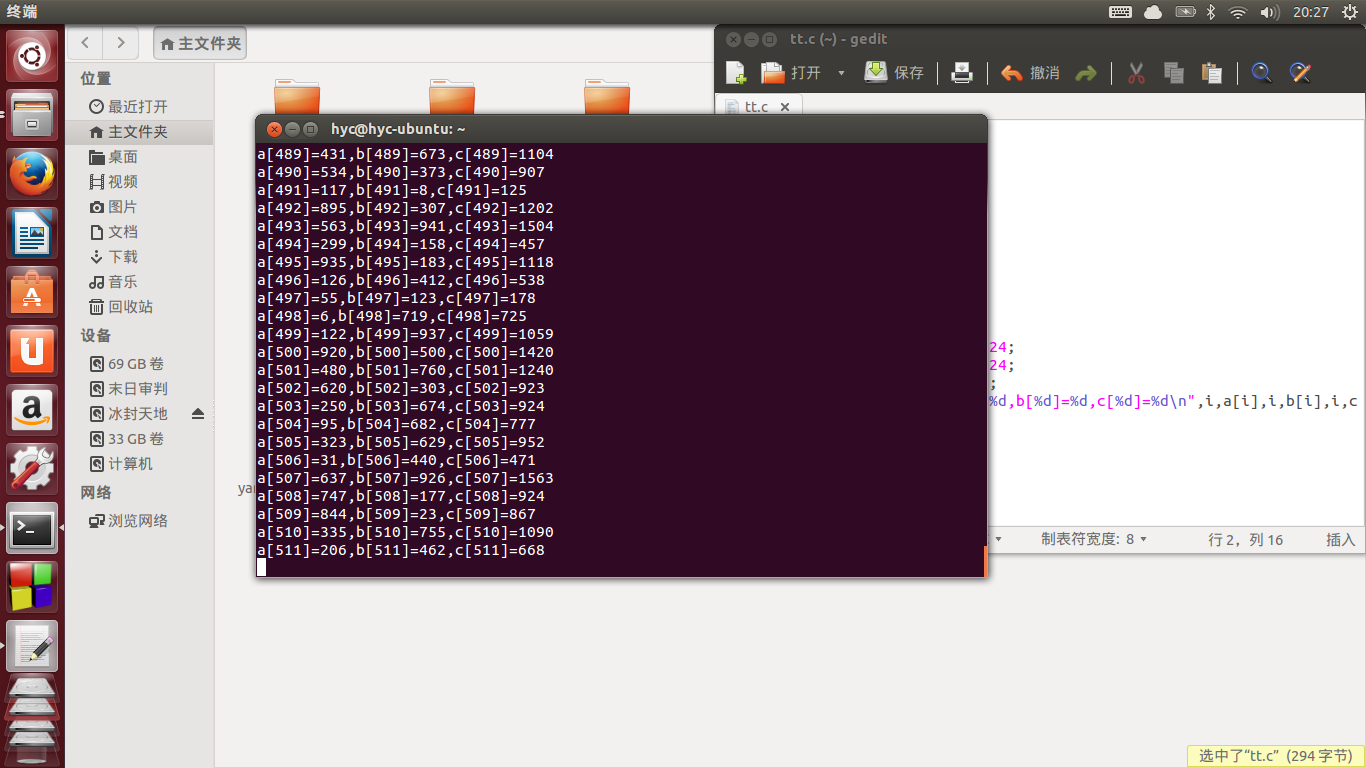 终端
20:27
主文件夹
tt.c (~) - gedit
打开
保存
撤消
tt.c
位置
最近打开
主文件夹
桌面
视频
图片
文档
下载
音乐
回收站
设备
69 GB 卷
末日审判
冰封天地
33 GB 卷
计算机
网络
浏览网络
hyc@hyc-ubuntu: ~
a[489]=431,b[489]=673,c[489]=1104
a[490]=534,b[490]=373,c[490]=907
a[491]=117,b[491]=8,c[491]=125
a[492]=895,b[492]=307,c[492]=1202
a[493]=563,b[493]=941,c[493]=1504
a[494]=299,b[494]=158,c[494]=457
a[495]=935,b[495]=183,c[495]=1118
a[496]=126,b[496]=412,c[496]=538
a[497]=55,b[497]=123,c[497]=178
a[498]=6,b[498]=719,c[498]=725
a[499]=122,b[499]=937,c[499]=1059
a[500]=920,b[500]=500,c[500]=1420
a[501]=480,b[501]=760,c[501]=1240
a[502]=620,b[502]=303,c[502]=923
a[503]=250,b[503]=674,c[503]=924
a[504]=95,b[504]=682,c[504]=777
a[505]=323,b[505]=629,c[505]=952
a[506]=31,b[506]=440,c[506]=471
a[507]=637,b[507]=926,c[507]=1563
a[508]=747,b[508]=177,c[508]=924
a[509]=844,b[509]=23,c[509]=867
a[510]=335,b[510]=755,c[510]=1090
a[511]=206,b[511]=462,c[511]=668
24;
24;
;
%d,b[%d]=%d,c[%d]=%d\n",i,a[i],i,b[i],i,c
制表符宽度: 8
行 2，列 16
插入
选中了“tt.c” (294 字节)